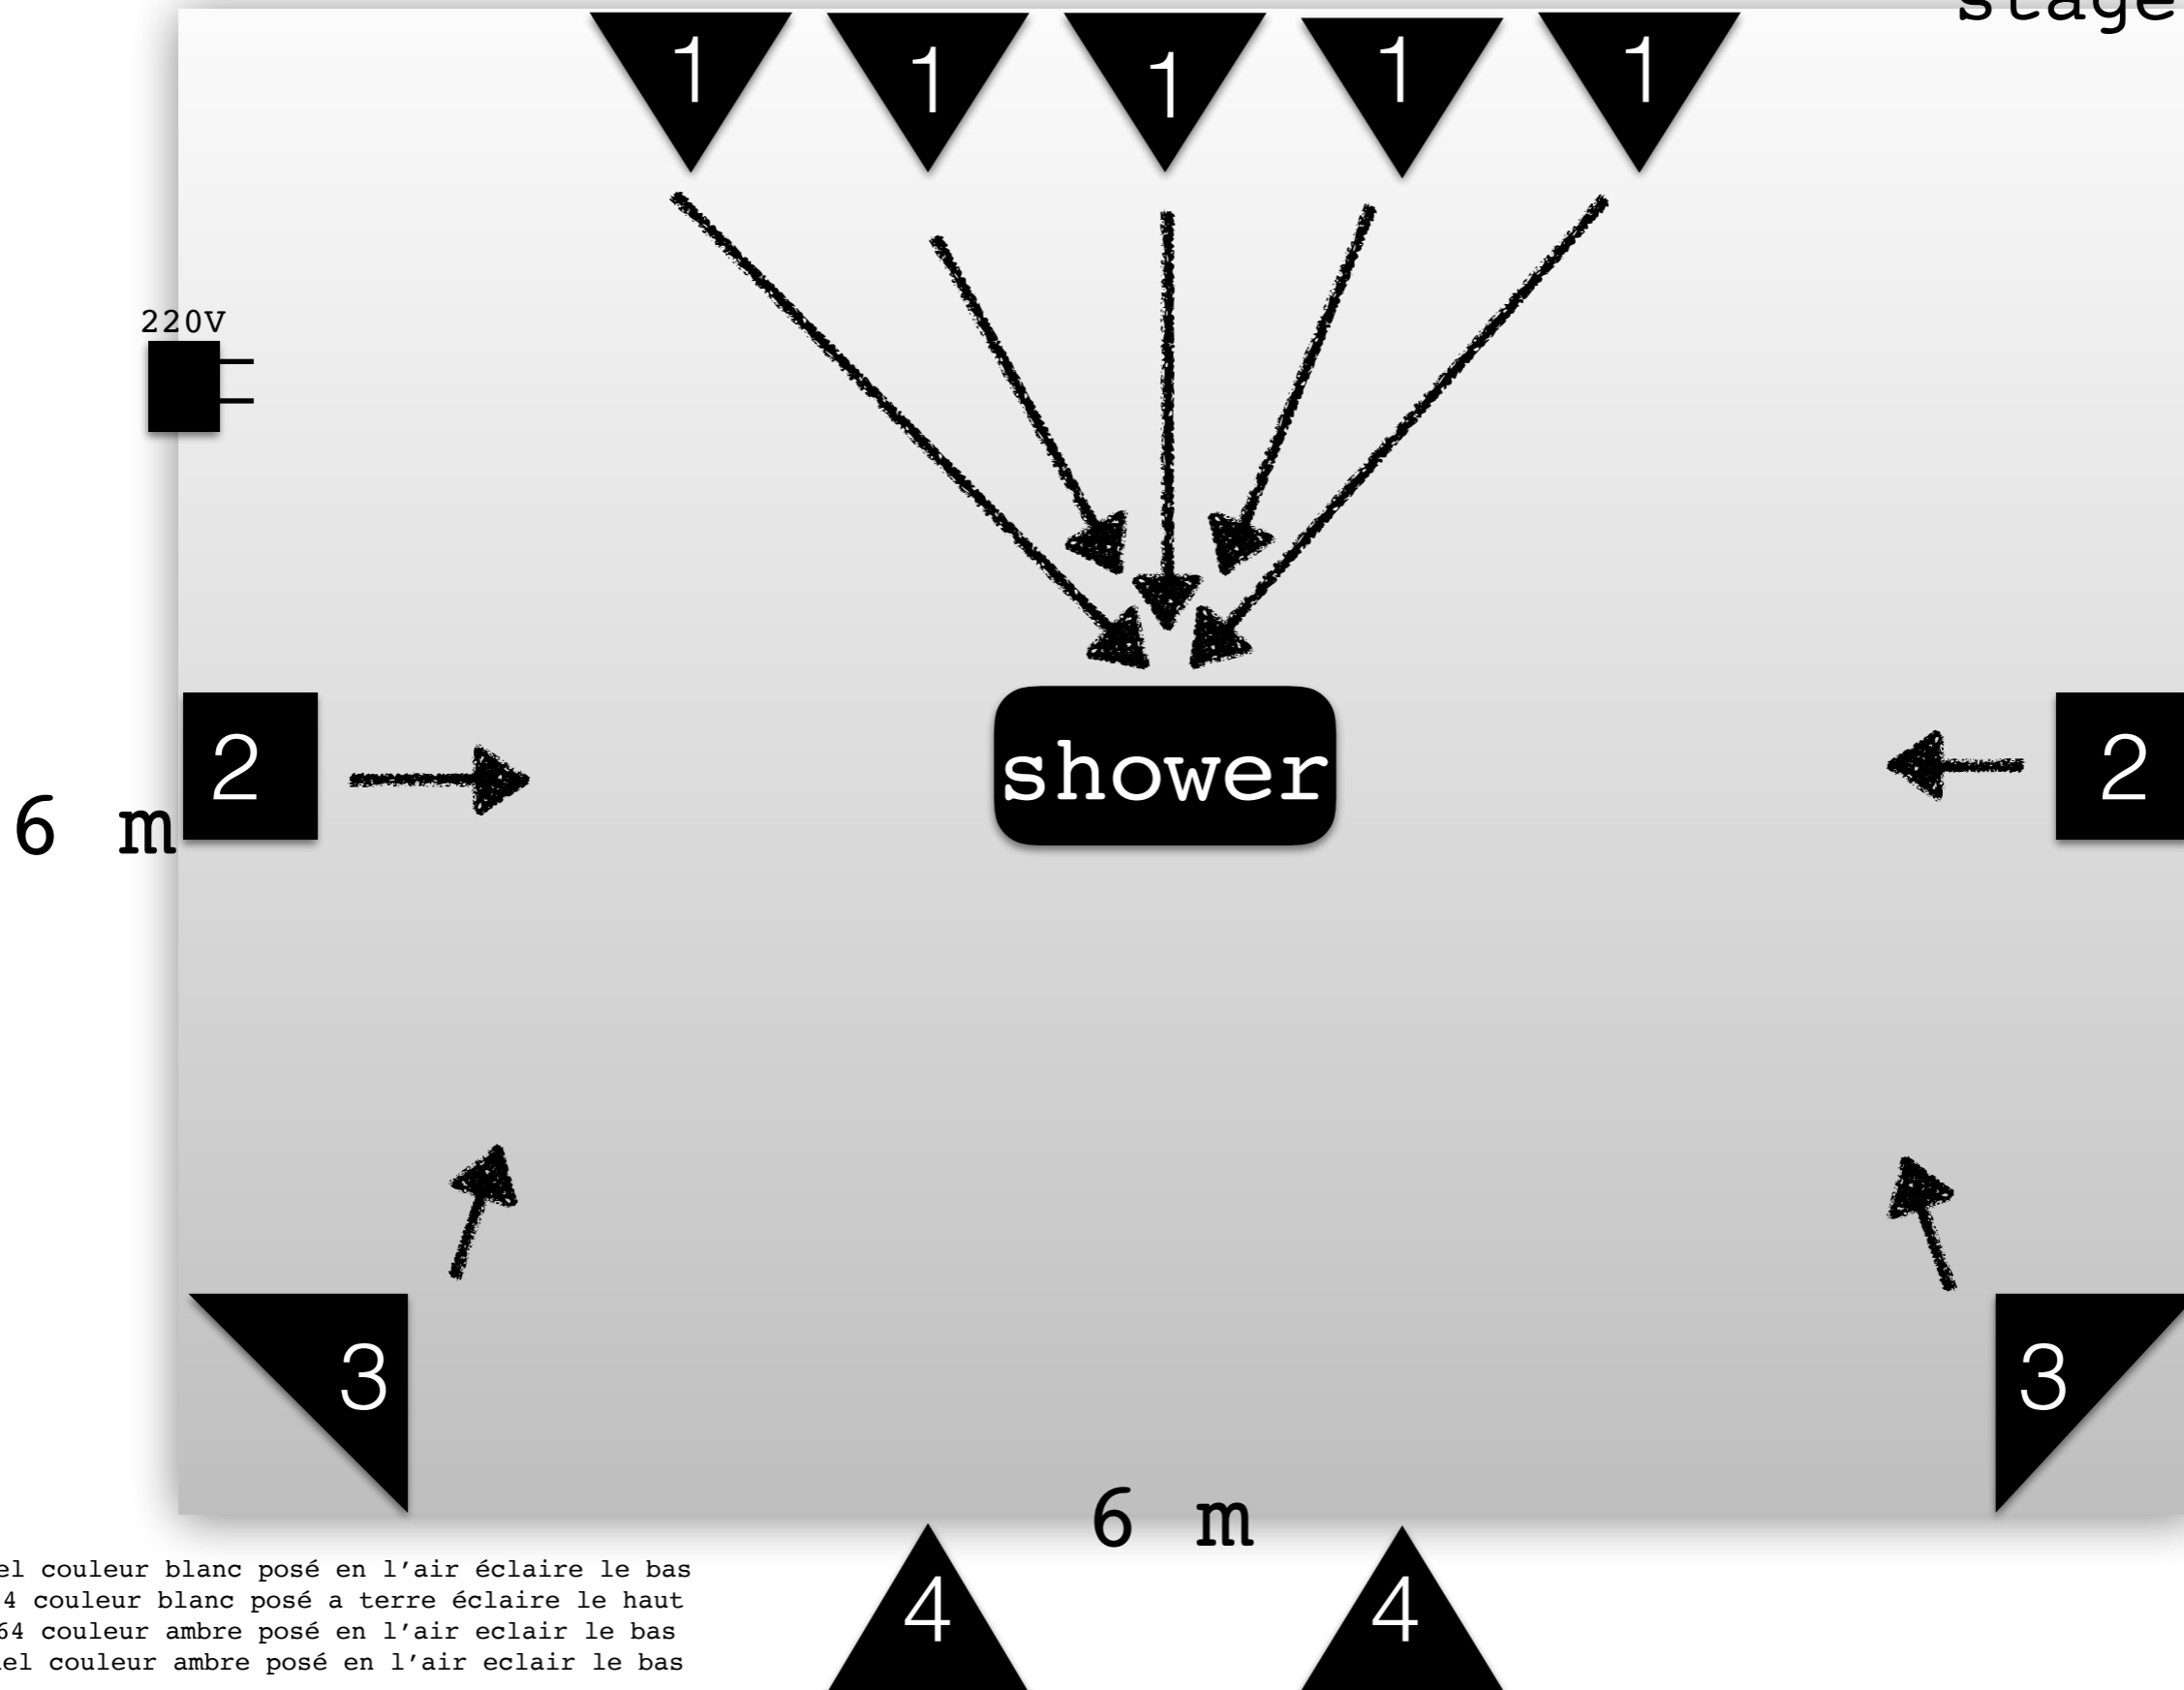 stage
1 1 1 1 1
220V
2 shower 2
6 m
3 3
6 m
couleur blanc posé en l'air éclaire le bas
4 couleur blanc posé a terre éclaire le haut
64 couleur ambre posé en l'air eclair le bas
couleur ambre posé en l'air eclair le bas
4 4